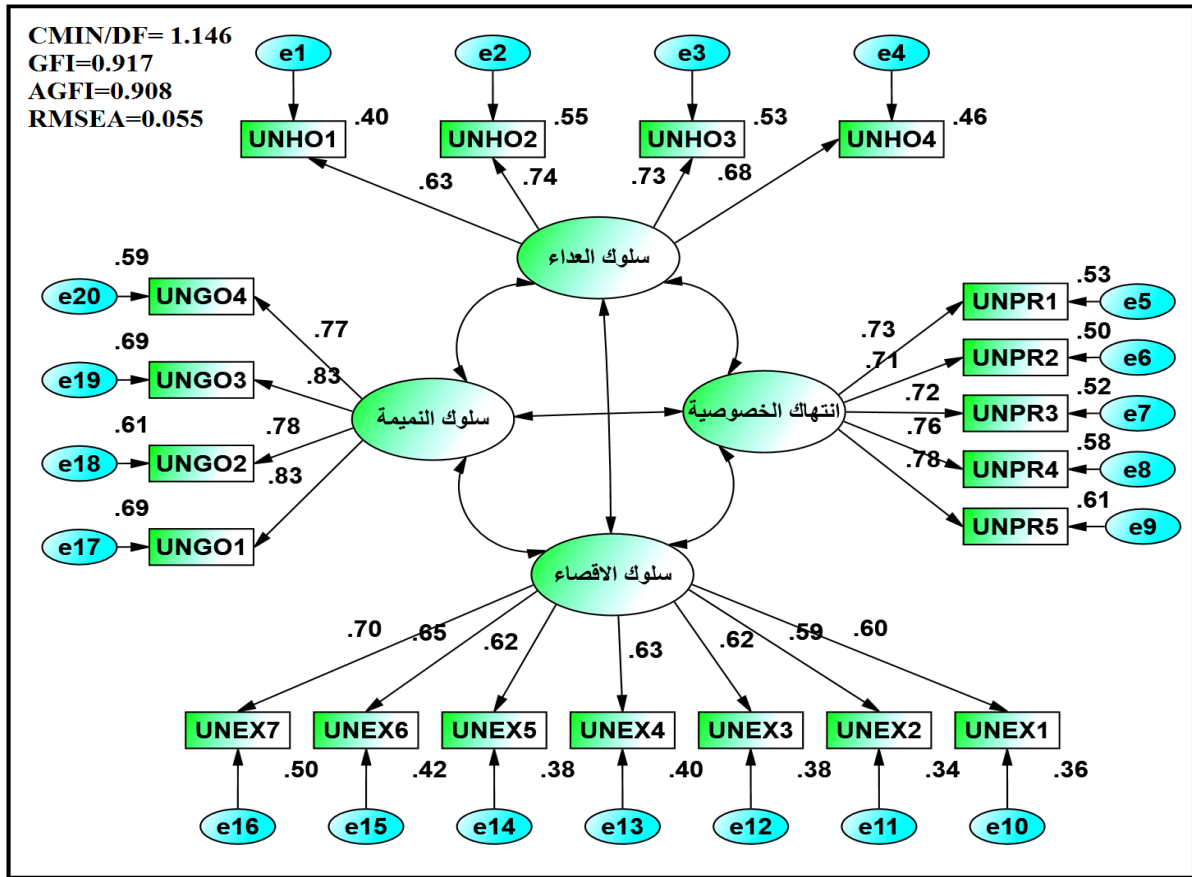 CMIN/DF= 1.146
GFI=0.917
AGFI=0.908
RMSEA=0.055
e1
e2
e3
e4
.40
.55
.53
.46
UNHO1
UNHO2
UNHO3
UNHO4
.63
.74
.73
.68
سلوك العداء
.59
e20
UNGO4
.77
.69
e19
UNGO3
.83
.61
e18
UNGO2
.78
.69
e17
UNGO1
.83
سلوك النميمة
انتهاك الخصوصية
.73
UNPR1
.53
e5
.71
UNPR2
.50
e6
.72
UNPR3
.52
e7
.76
UNPR4
.58
e8
.78
UNPR5
.61
e9
سلوك الاقصاء
.70
.65
.62
.63
.62
.59
.60
UNEX7
UNEX6
UNEX5
UNEX4
UNEX3
UNEX2
UNEX1
.50
.42
.38
.40
.38
.34
.36
e16
e15
e14
e13
e12
e11
e10